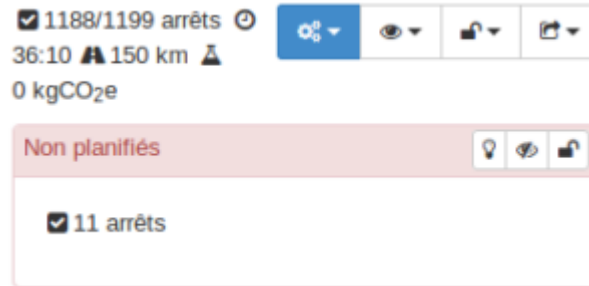 1188/1199 arrêts
36:10 150 km
0 kgCO₂e
Non planifiés
11 arrêts